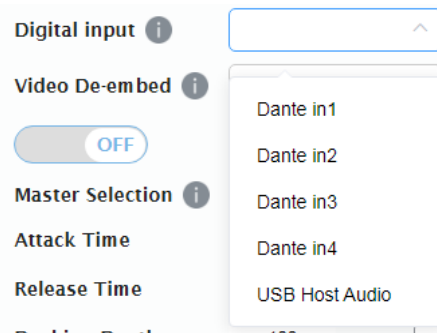 Digital input
Video De-embed
Dante in1
Dante in2
OFF
Master Selection
Dante in3
Attack Time
Dante in4
Release Time
USB Host Audio